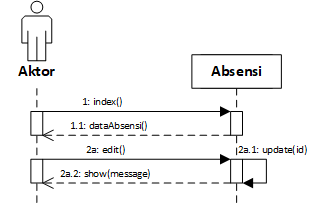 Aktor
Absensi
1: index()
1.1: dataAbsensi()
2a: edit()
2a.1: update(id)
2a.2: show(message)